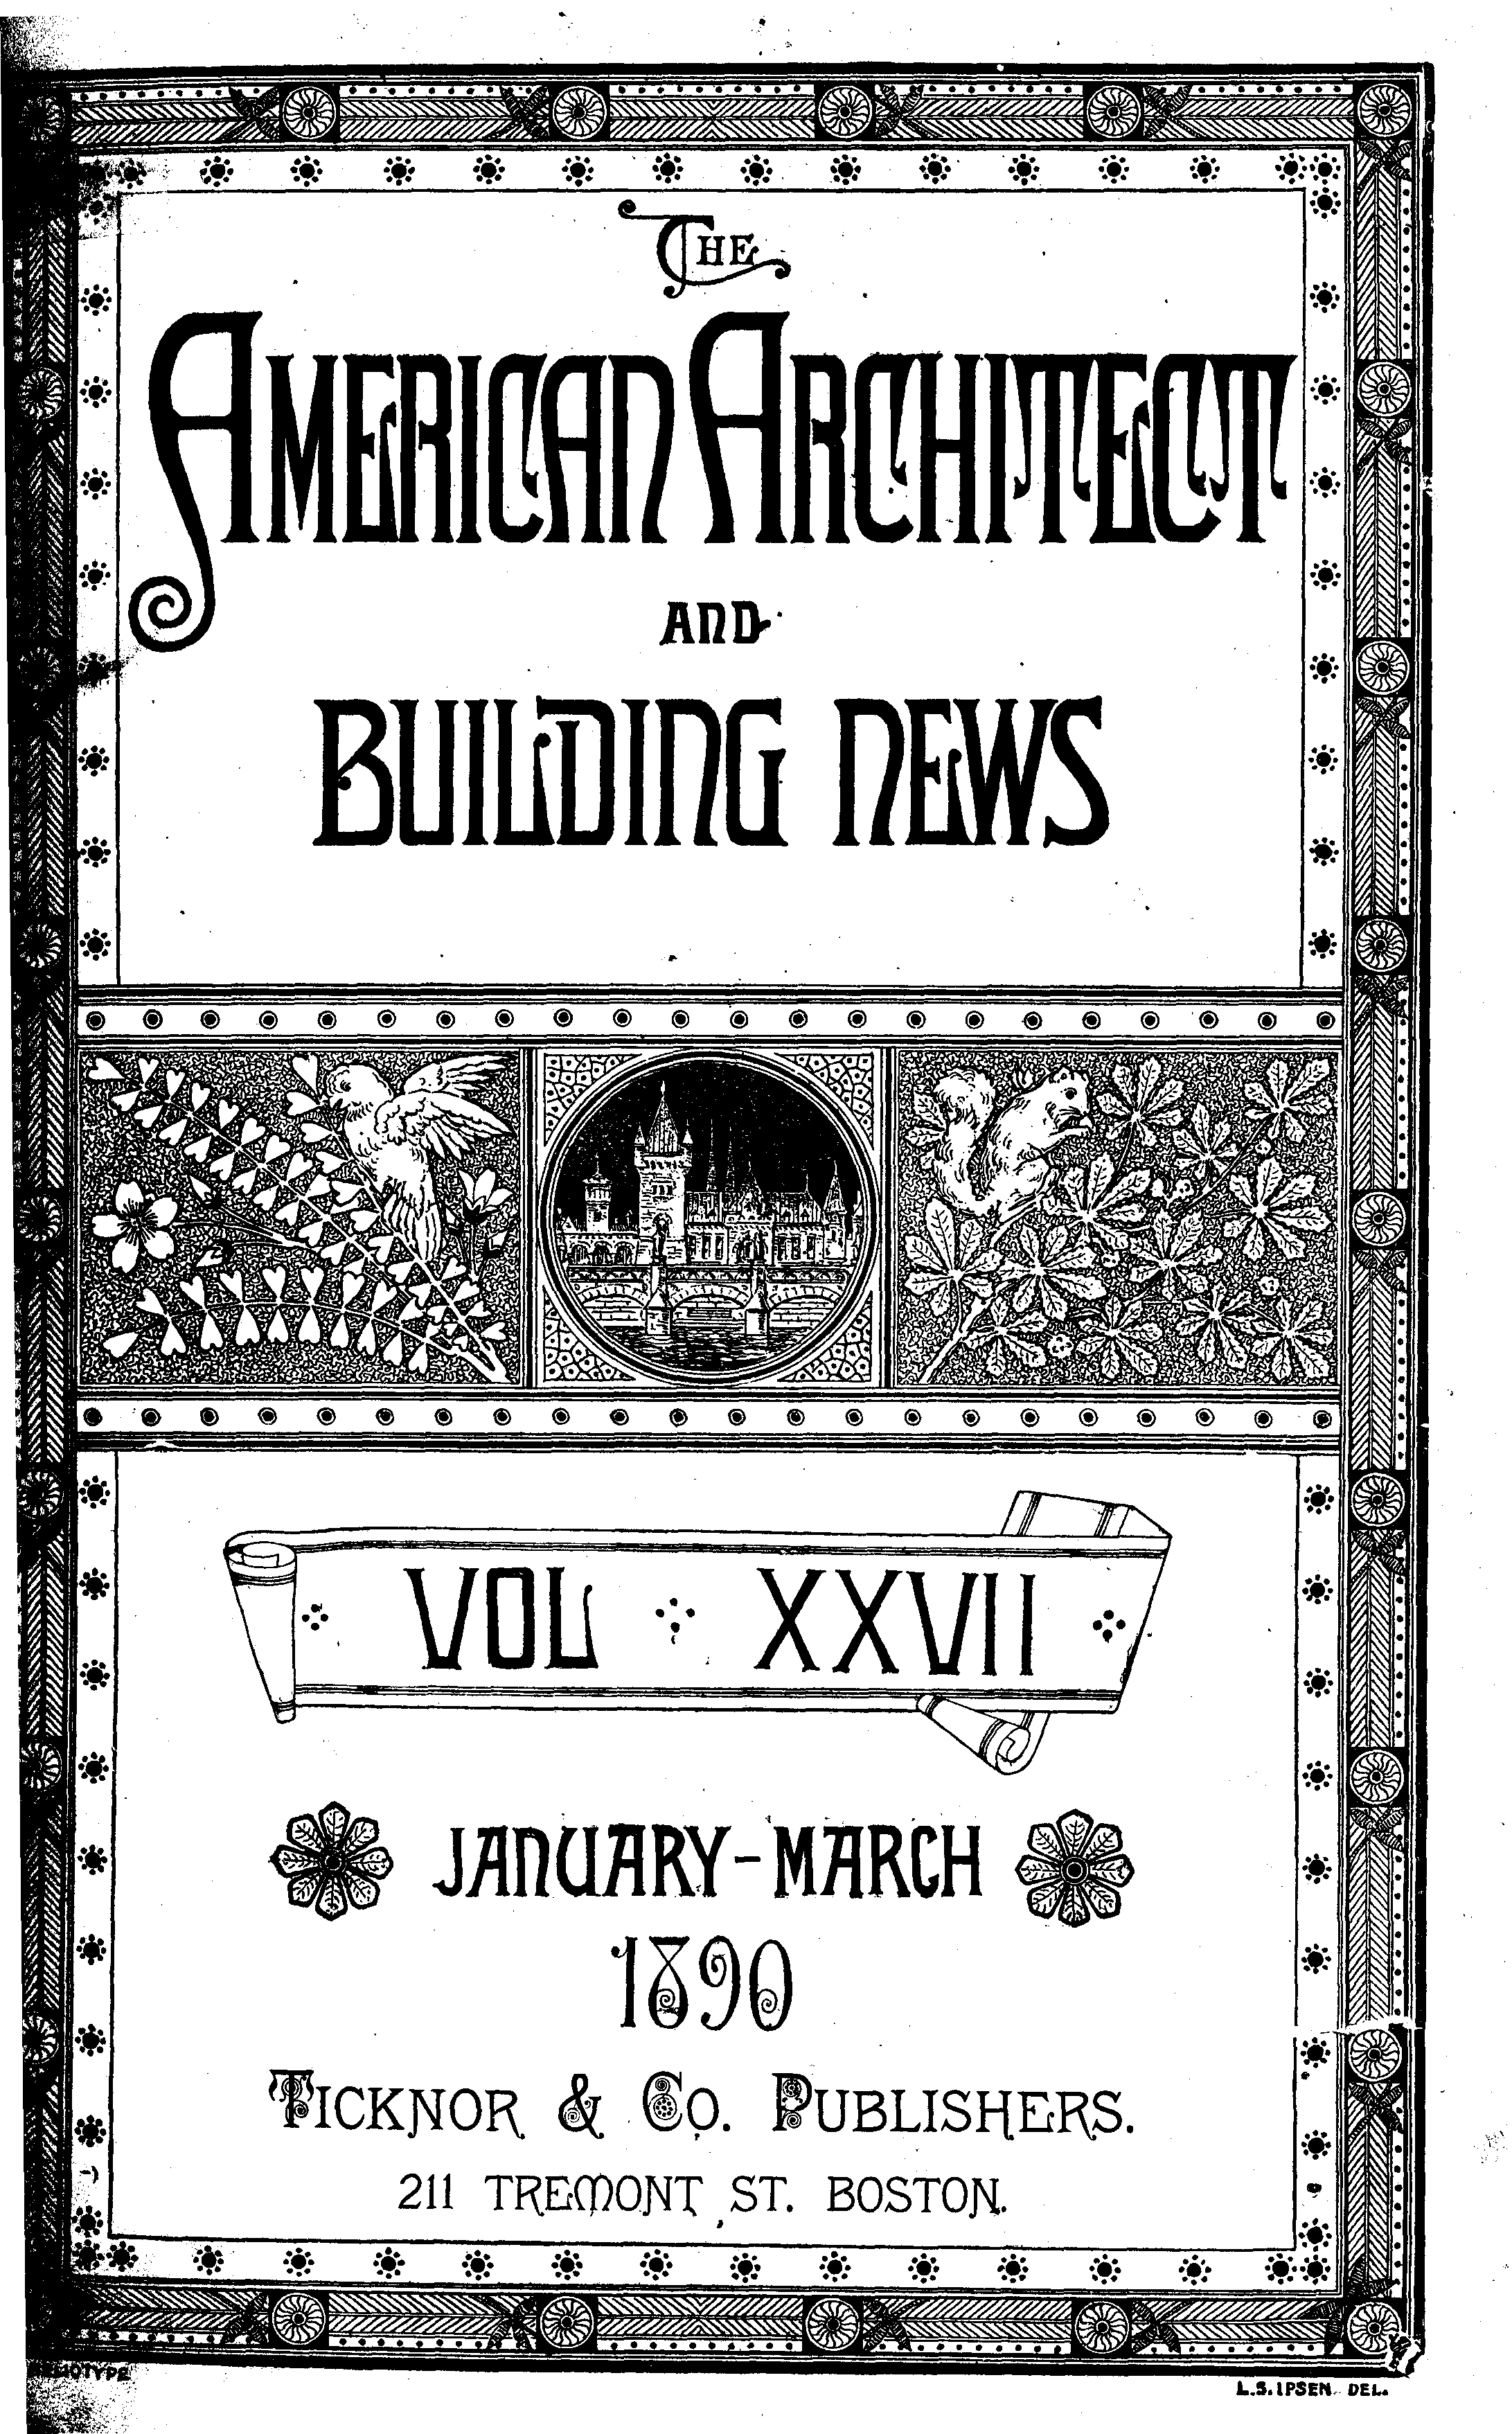 THE
AMERICAN ARCHITECT
AND
BUILDING NEWS
VOL XXVII
JANUARY-MARCH
1890
TICKNOR & CO. PUBLISHERS.
211 TREMONT ST. BOSTON.
L.S. IPSEN. DEL.